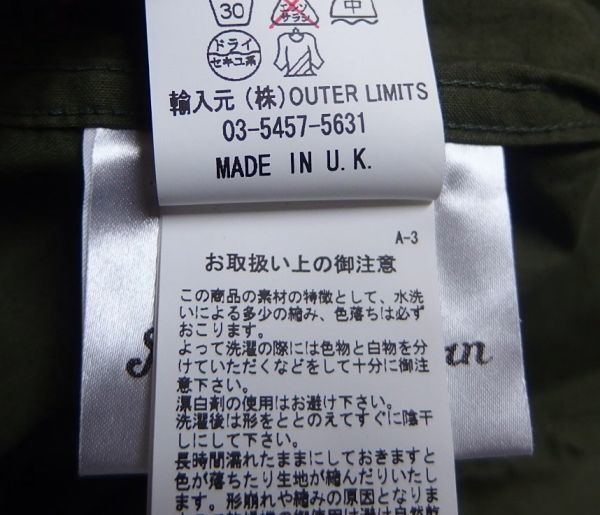 30
エンソ
サラシ
中
ドライ
セキユ系
輸入元 (株)OUTER LIMITS
03-5457-5631
MADE IN U.K.
A-3
お取扱い上の御注意
この商品の素材の特徴として、水洗
いによる多少の縮み、色落ちは必ず
おこります。
よって洗濯の際には色物と白物を分
けていただくなどをして十分に御注
意下さい。
漂白剤の使用はお避け下さい。
洗濯後は形をととのえてすぐに陰干
しにして下さい。
長時間濡れたままにしておきますと
色が落ちたり生地が縮んだりいたし
ます。形崩れや縮みの原因となりま